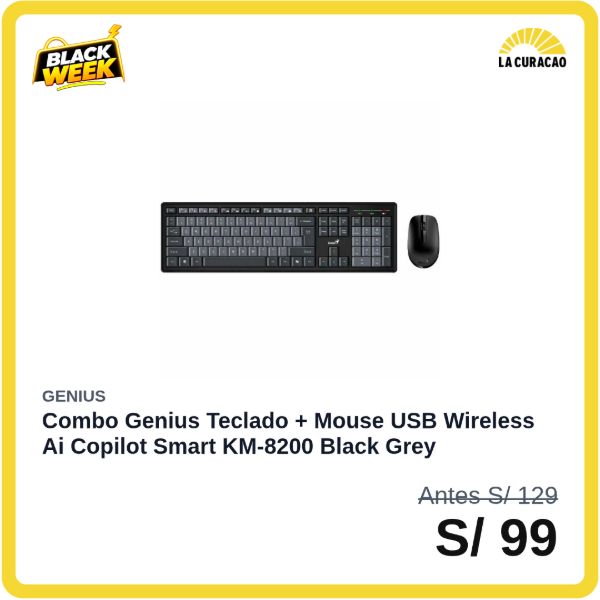 BLACK
WEEK
LA CURACAO
GENIUS
Combo Genius Teclado + Mouse USB Wireless
Ai Copilot Smart KM-8200 Black Grey
Antes S/ 129
S/ 99